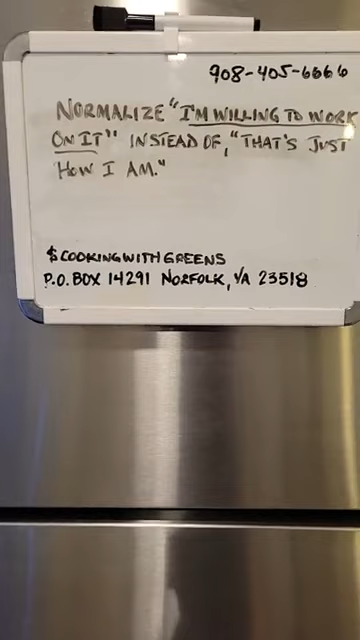 908-405-6666
NORMALIZE "I'M WILLING TO WORK
ON IT" INSTEAD OF, "THAT'S JUST
HOW I AM."
$COOKINGWITHGREENS
P.O. BOX 14291 NORFOLK, VA 23518